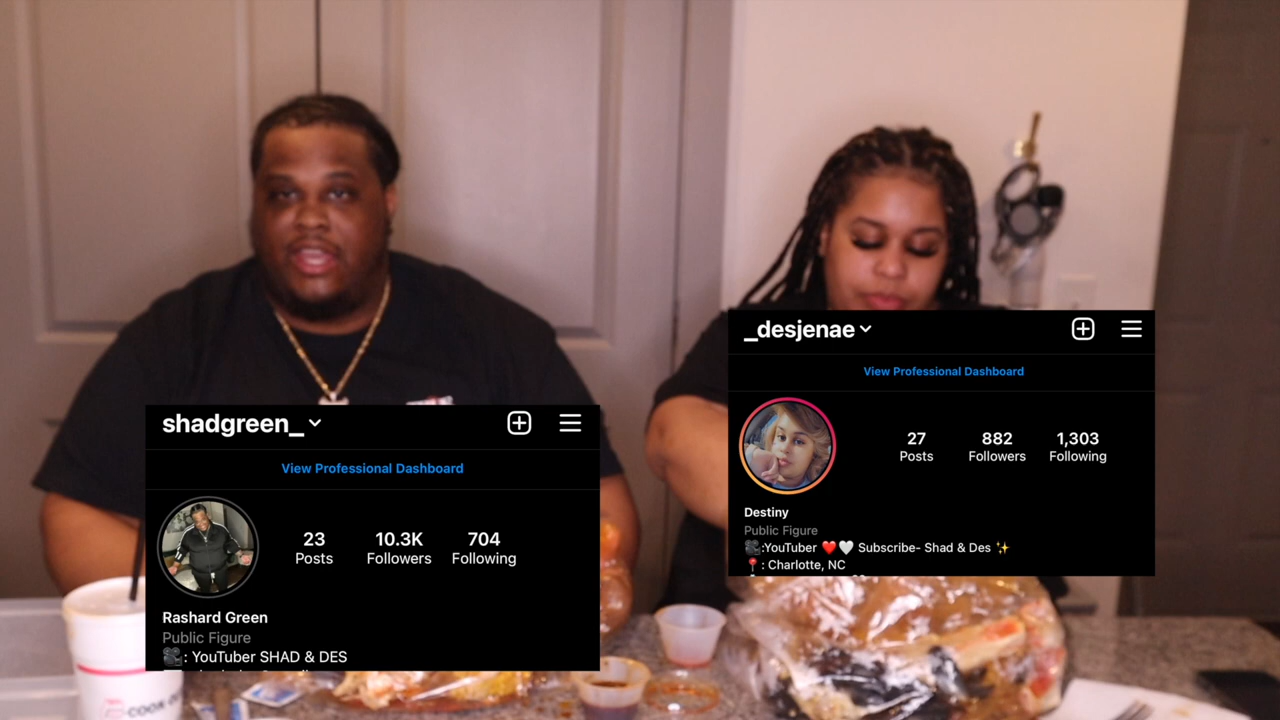 shadgreen_
View Professional Dashboard
23
10.3K
704
Posts
Followers
Following
Rashard Green
Public Figure
🎥: YouTuber SHAD & DES
_desjenae
View Professional Dashboard
27
882
1,303
Posts
Followers
Following
Destiny
Public Figure
🎥:YouTuber ❤️🤍 Subscribe- Shad & Des ✨
📍: Charlotte, NC
COOK OUT